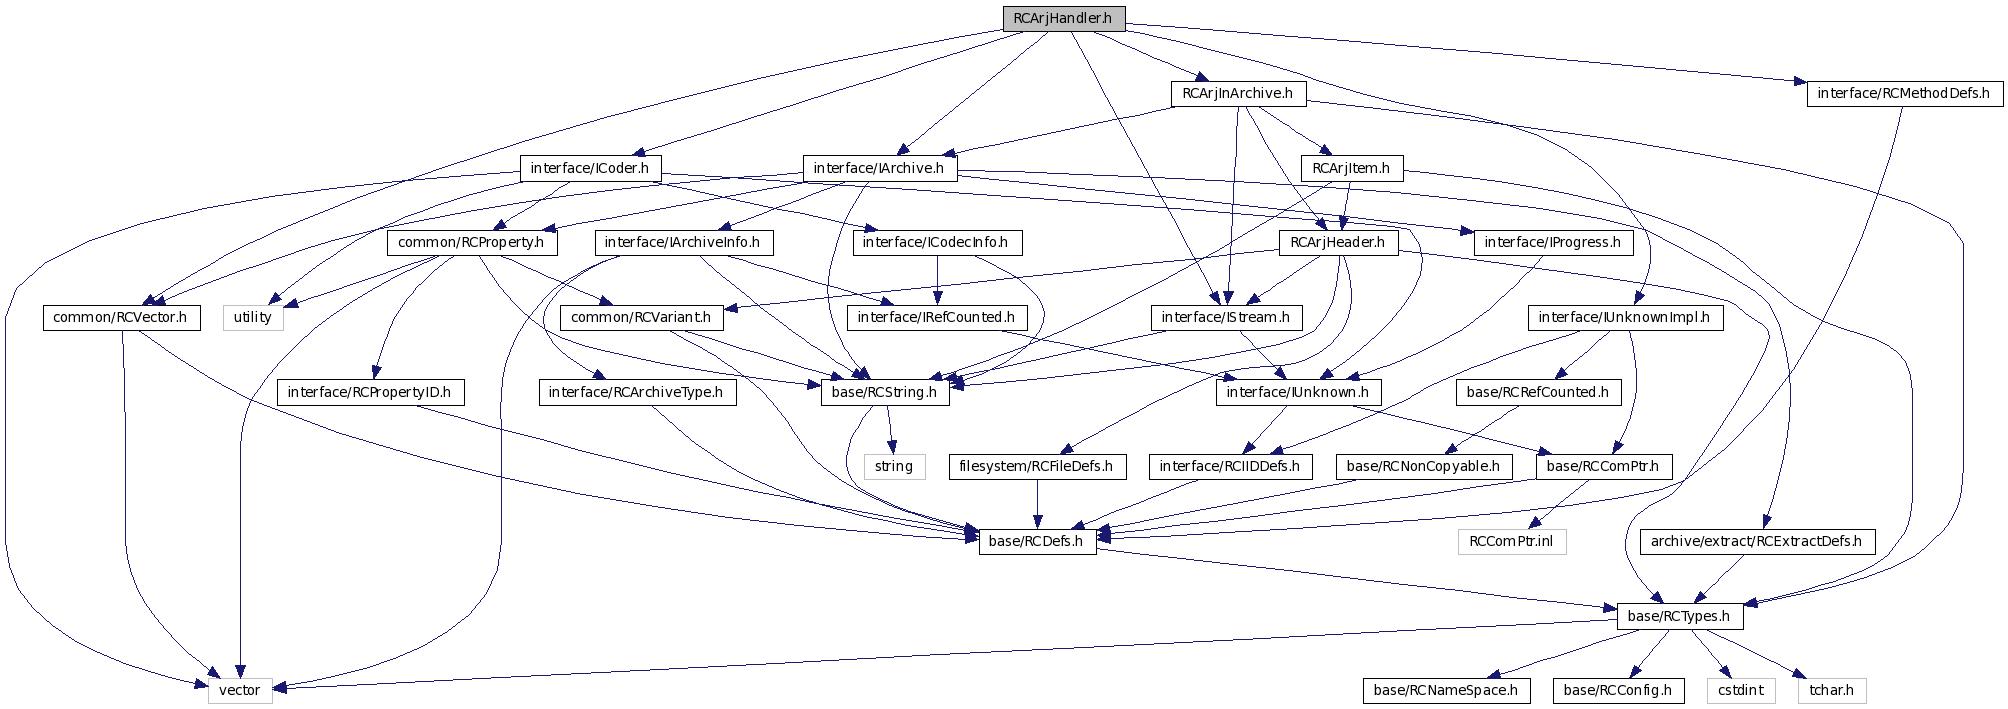 RCArjHandler.h
RCArjInArchive.h
interface/RCMethodDefs.h
interface/ICoder.h
interface/IArchive.h
RCArjItem.h
common/RCProperty.h
interface/IArchiveInfo.h
interface/ICodecInfo.h
RCArjHeader.h
interface/IProgress.h
common/RCVector.h
utility
common/RCVariant.h
interface/IRefCounted.h
interface/IStream.h
interface/IUnknownImpl.h
interface/RCPropertyID.h
interface/RCArchiveType.h
base/RCString.h
interface/IUnknown.h
base/RCRefCounted.h
string
filesystem/RCFileDefs.h
interface/RCIIDDefs.h
base/RCNonCopyable.h
base/RCComPtr.h
base/RCDefs.h
RCComPtr.inl
archive/extract/RCExtractDefs.h
base/RCTypes.h
vector
base/RCNameSpace.h
base/RCConfig.h
cstdint
tchar.h